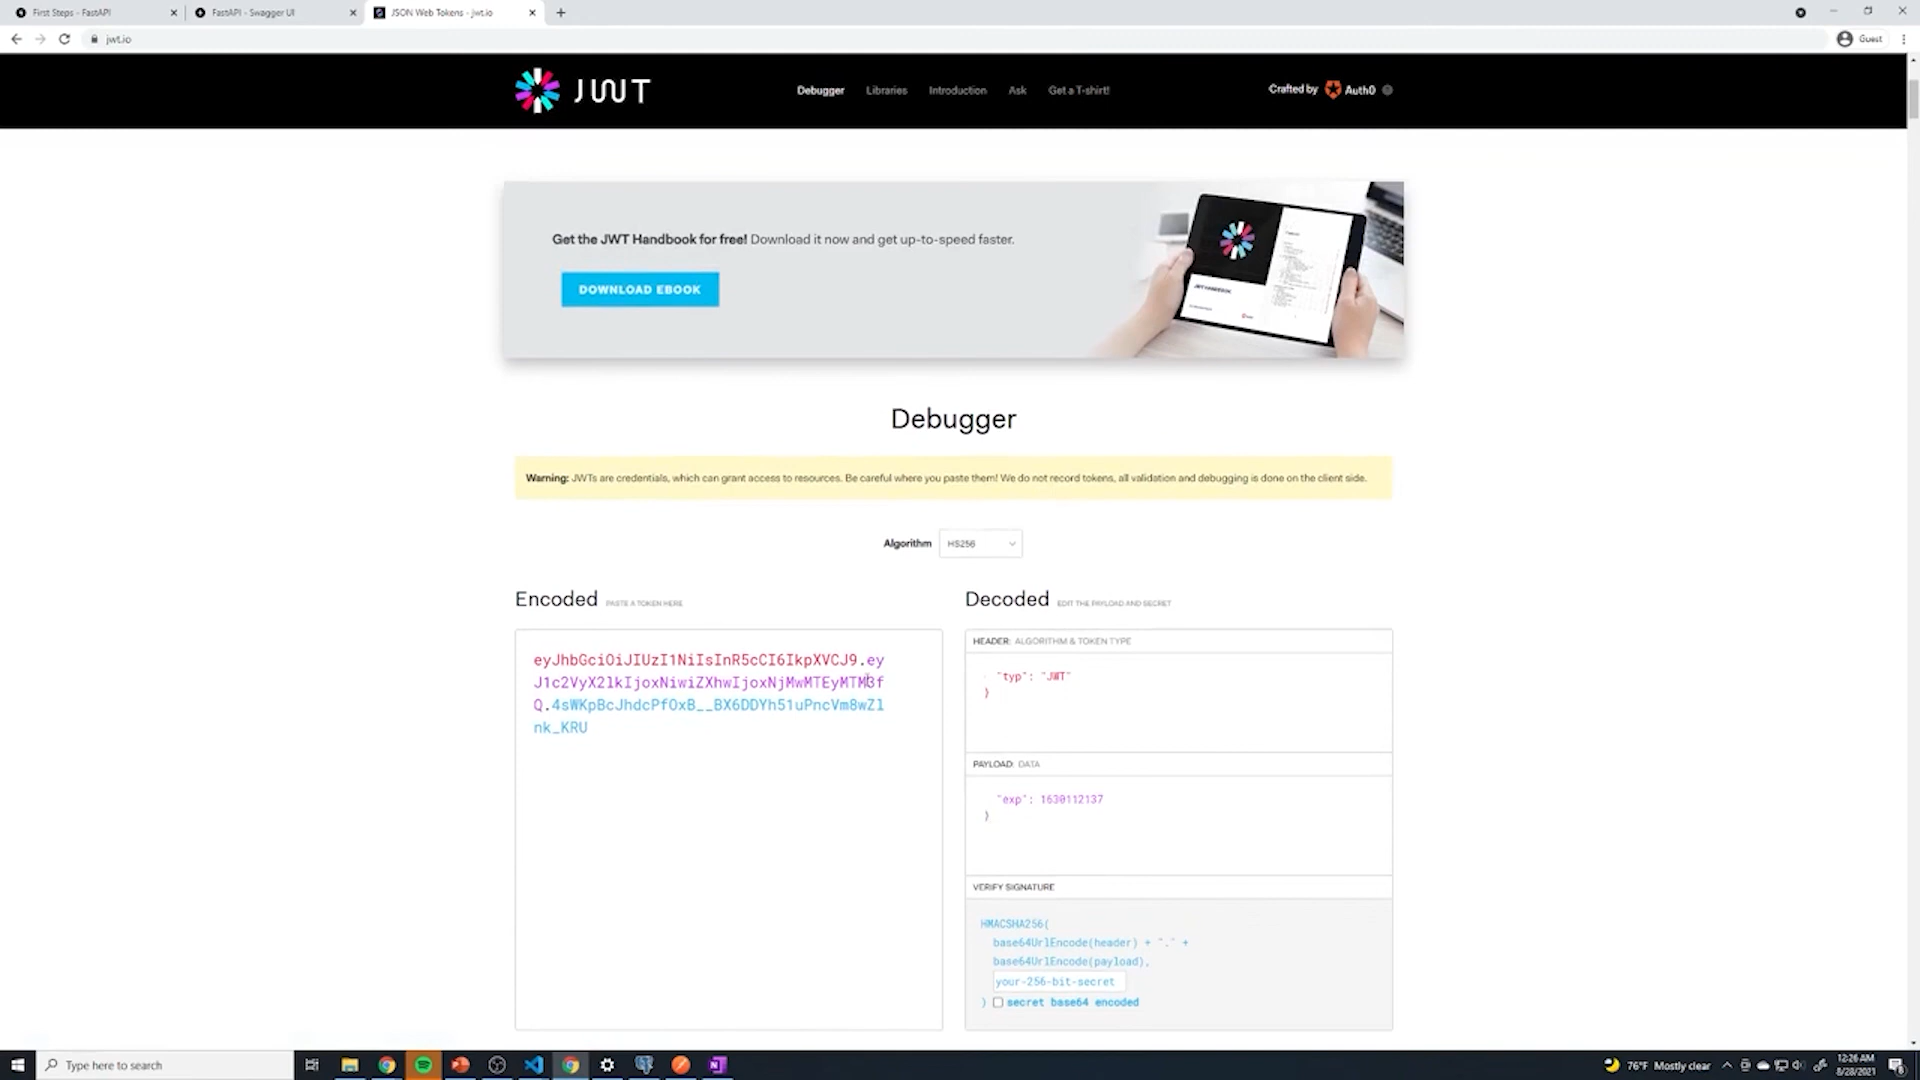 First Steps - FastAPI
FastAPI - Swagger UI
JSON Web Tokens - jwt.io
jwt.io
Guest
JWT
Debugger
Libraries
Introduction
Ask
Get a T-shirt!
Crafted by Auth0
Get the JWT Handbook for free! Download it now and get up-to-speed faster.
DOWNLOAD EBOOK
JWT HANDBOOK
Debugger
Warning: JWTs are credentials, which can grant access to resources. Be careful where you paste them! We do not record tokens, all validation and debugging is done on the client side.
Algorithm HS256
Encoded PASTE A TOKEN HERE
eyJhbGciOiJIUzI1NiIsInR5cCI6IkpXVCJ9.ey
J1c2VyX2lkIjoxNiwiZXhwIjoxNjMwMTEyMTM3f
Q.4sWKpBcJhdcPfOxB__BX6DDYh51uPncVm8wZl
nk_KRU
Decoded EDIT THE PAYLOAD AND SECRET
HEADER: ALGORITHM & TOKEN TYPE
"typ": "JWT"
}
PAYLOAD: DATA
"exp": 1630112137
}
VERIFY SIGNATURE
HMACSHA256(
base64UrlEncode(header) + "." +
base64UrlEncode(payload),
your-256-bit-secret
) secret base64 encoded
Type here to search
76°F Mostly clear
12:26 AM
8/28/2021